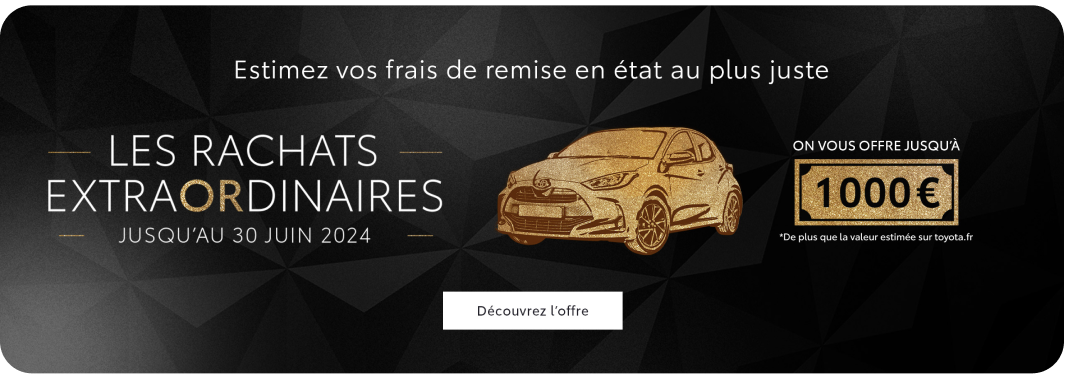 Estimez vos frais de remise en état au plus juste
LES RACHATS
EXTRAORDINAIRES
JUSQU'AU 30 JUIN 2024
ON VOUS OFFRE JUSQU'À
1000€
*De plus que la valeur estimée sur toyota.fr
Découvrez l'offre